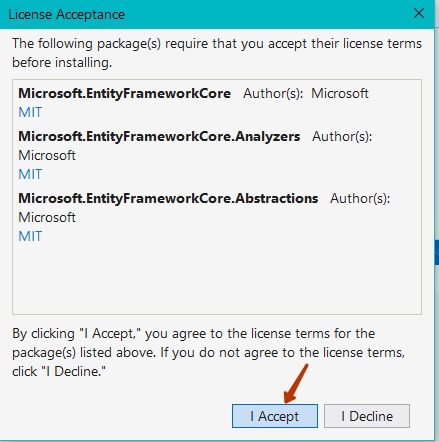 License Acceptance
The following package(s) require that you accept their license terms
before installing.
Microsoft.EntityFrameworkCore Author(s): Microsoft
MIT
Microsoft.EntityFrameworkCore.Analyzers Author(s):
Microsoft
MIT
Microsoft.EntityFrameworkCore.Abstractions Author(s):
Microsoft
MIT
By clicking "I Accept," you agree to the license terms for the
package(s) listed above. If you do not agree to the license terms,
click "I Decline."
I Accept I Decline